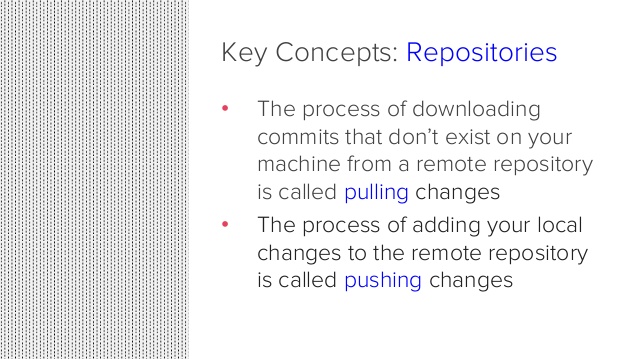 Key Concepts: Repositories
• The process of downloading
commits that don’t exist on your
machine from a remote repository
is called pulling changes
• The process of adding your local
changes to the remote repository
is called pushing changes